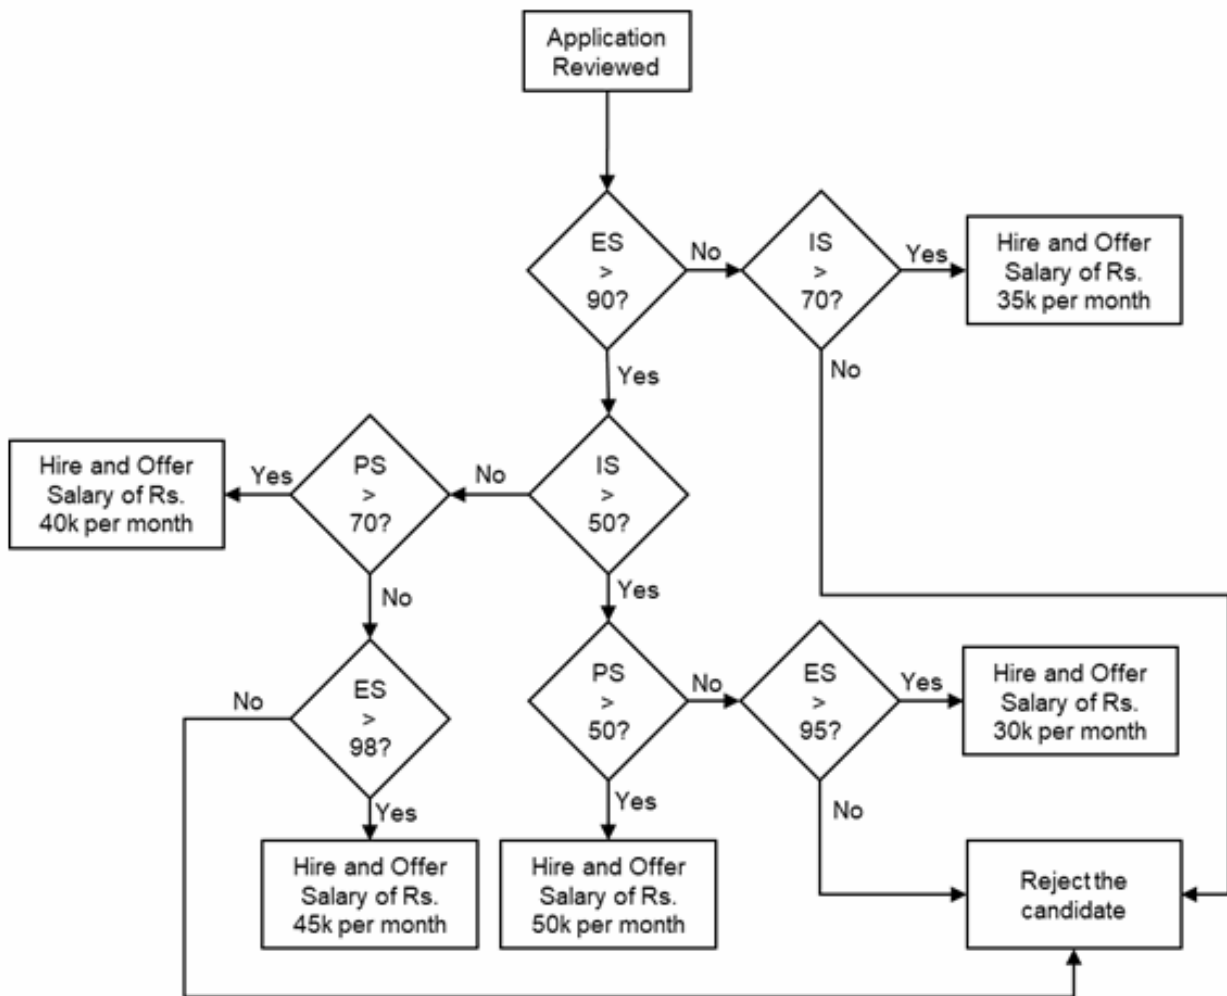 Application
Reviewed
ES
>
90?
No
IS
>
70?
Yes
Hire and Offer
Salary of Rs.
35k per month
Yes
No
Hire and Offer
Salary of Rs.
40k per month
Yes
PS
>
70?
No
IS
>
50?
No
Yes
No
ES
>
98?
PS
>
50?
No
ES
>
95?
Yes
Hire and Offer
Salary of Rs.
30k per month
Yes
Yes
No
Hire and Offer
Salary of Rs.
45k per month
Hire and Offer
Salary of Rs.
50k per month
Reject the
candidate